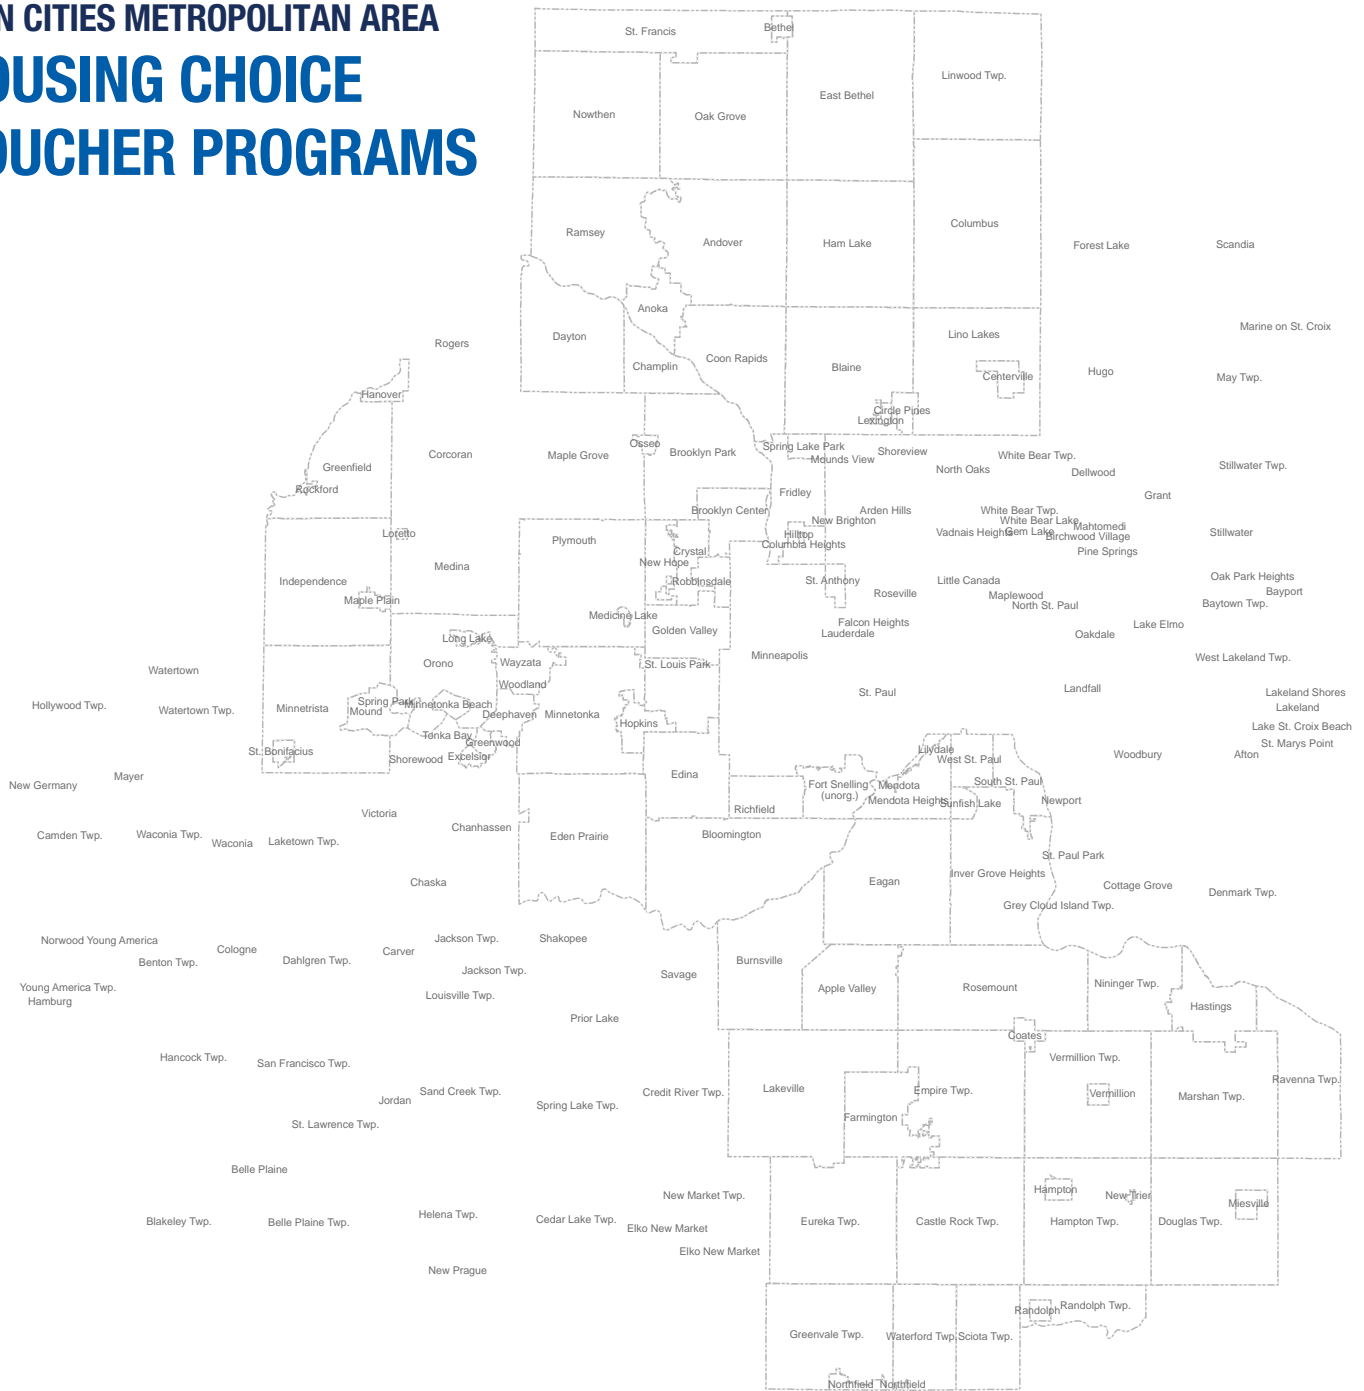 N CITIES METROPOLITAN AREA
OUSING CHOICE
OUCHER PROGRAMS
St. Francis
Bethel
Linwood Twp.
East Bethel
Nowthen
Oak Grove
Columbus
Ramsey
Andover
Ham Lake
Forest Lake
Scandia
Anoka
Marine on St. Croix
Dayton
Lino Lakes
Rogers
Coon Rapids
Champlin
Blaine
Centerville
Hugo
May Twp.
Hanover
Circle Pines
Lexington
Osseo
Spring Lake Park
Brooklyn Park
Shoreview
Corcoran
Maple Grove
White Bear Twp.
Mounds View
Greenfield
North Oaks
Dellwood
Stillwater Twp.
Rockford
Fridley
Grant
Brooklyn Center
Arden Hills
White Bear Twp.
New Brighton
White Bear Lake
Mahtomedi
Loretto
Hilltop
Vadnais Heights
Gem Lake
Birchwood Village
Stillwater
Plymouth
Columbia Heights
Crystal
Pine Springs
New Hope
Medina
Independence
Robbinsdale
St. Anthony
Little Canada
Oak Park Heights
Roseville
Maplewood
Bayport
Maple Plain
North St. Paul
Baytown Twp.
Medicine Lake
Falcon Heights
Lake Elmo
Golden Valley
Lauderdale
Oakdale
Long Lake
Minneapolis
West Lakeland Twp.
Orono
Wayzata
St. Louis Park
Watertown
Woodland
St. Paul
Landfall
Lakeland Shores
Spring Park
Minnetonka Beach
Hollywood Twp.
Watertown Twp.
Minnetrista
Mound
Deephaven
Minnetonka
Lakeland
Hopkins
Lake St. Croix Beach
Tonka Bay
Greenwood
St. Marys Point
St. Bonifacius
Shorewood
Excelsior
Lilydale
West St. Paul
Woodbury
Afton
Mayer
Edina
New Germany
Fort Snelling
(unorg.)
Mendota
South St. Paul
Mendota Heights
Sunfish Lake
Newport
Victoria
Richfield
Chanhassen
Camden Twp.
Waconia Twp.
Waconia
Laketown Twp.
Eden Prairie
Bloomington
St. Paul Park
Chaska
Eagan
Inver Grove Heights
Cottage Grove
Denmark Twp.
Grey Cloud Island Twp.
Norwood Young America
Jackson Twp.
Shakopee
Cologne
Carver
Benton Twp.
Dahlgren Twp.
Burnsville
Jackson Twp.
Savage
Young America Twp.
Apple Valley
Rosemount
Nininger Twp.
Louisville Twp.
Hamburg
Hastings
Prior Lake
Coates
Hancock Twp.
San Francisco Twp.
Vermillion Twp.
Ravenna Twp.
Lakeville
Empire Twp.
Sand Creek Twp.
Credit River Twp.
Vermillion
Marshan Twp.
Jordan
Spring Lake Twp.
Farmington
St. Lawrence Twp.
Belle Plaine
Hampton
New Trier
New Market Twp.
Miesville
Helena Twp.
Cedar Lake Twp.
Blakeley Twp.
Belle Plaine Twp.
Elko New Market
Eureka Twp.
Castle Rock Twp.
Hampton Twp.
Douglas Twp.
Elko New Market
New Prague
Randolph
Randolph Twp.
Greenvale Twp.
Waterford Twp.
Sciota Twp.
Northfield
Northfield